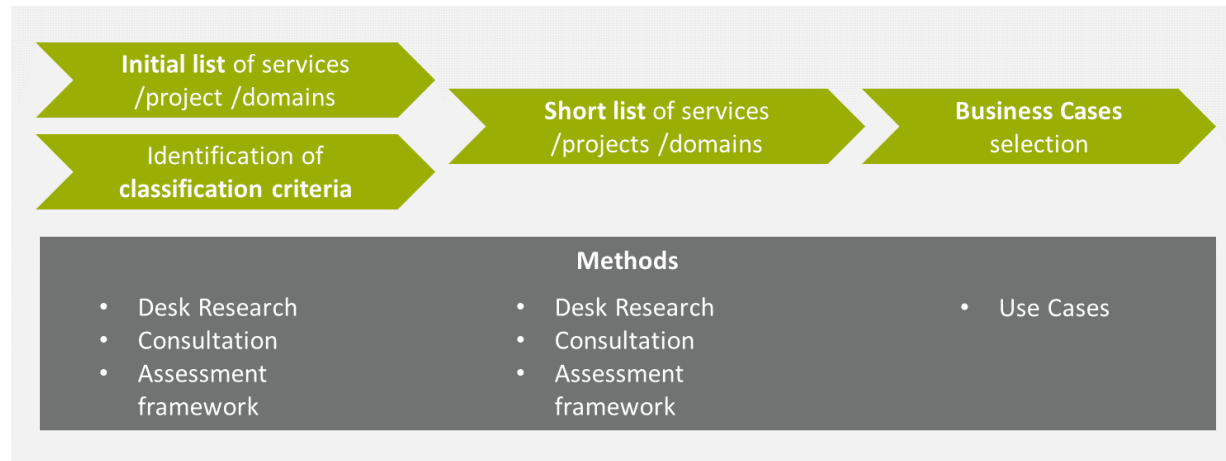 Initial list of services
/project /domains
Identification of
classification criteria
Short list of services
/projects /domains
Business Cases
selection
Methods
• Desk Research
• Consultation
• Assessment
framework
• Desk Research
• Consultation
• Assessment
framework
• Use Cases